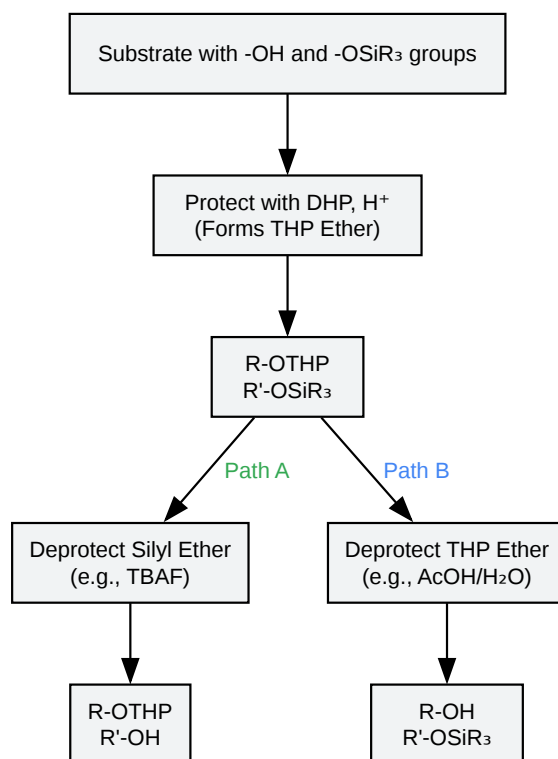 Substrate with -OH and -OSiR₃ groups
Protect with DHP, H⁺
(Forms THP Ether)
R-OTHP
R'-OSiR₃
Path A
Path B
Deprotect Silyl Ether
(e.g., TBAF)
Deprotect THP Ether
(e.g., AcOH/H₂O)
R-OTHP
R'-OH
R-OH
R'-OSiR₃